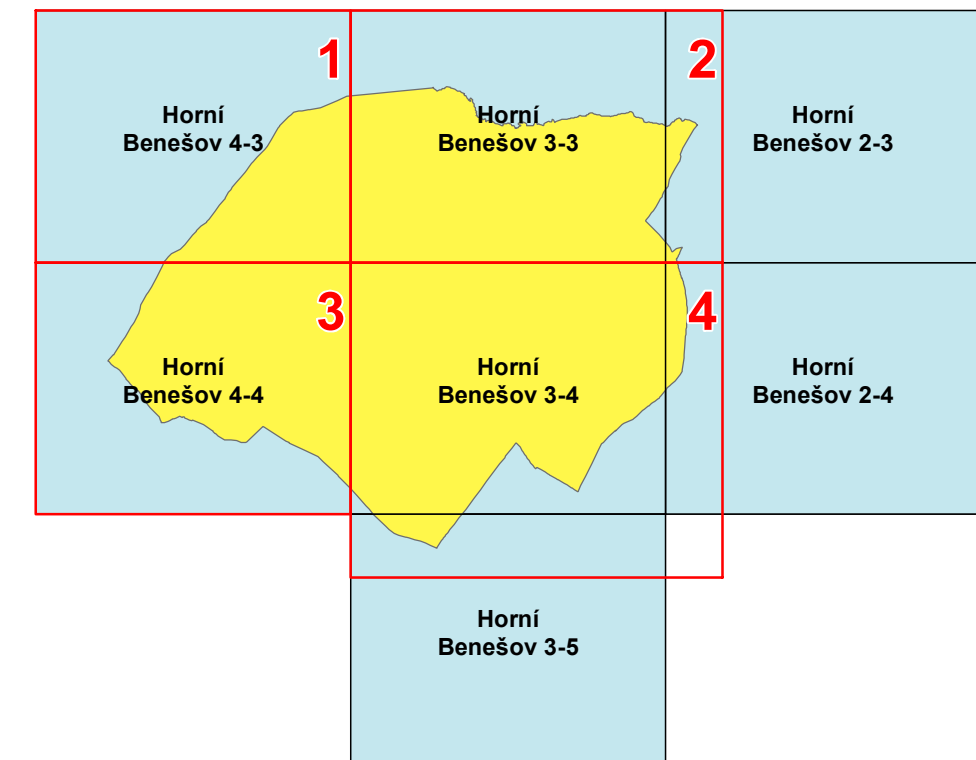 1
2
Horní
Benešov 4-3
Horní
Benešov 3-3
Horní
Benešov 2-3
3
4
Horní
Benešov 4-4
Horní
Benešov 3-4
Horní
Benešov 2-4
Horní
Benešov 3-5